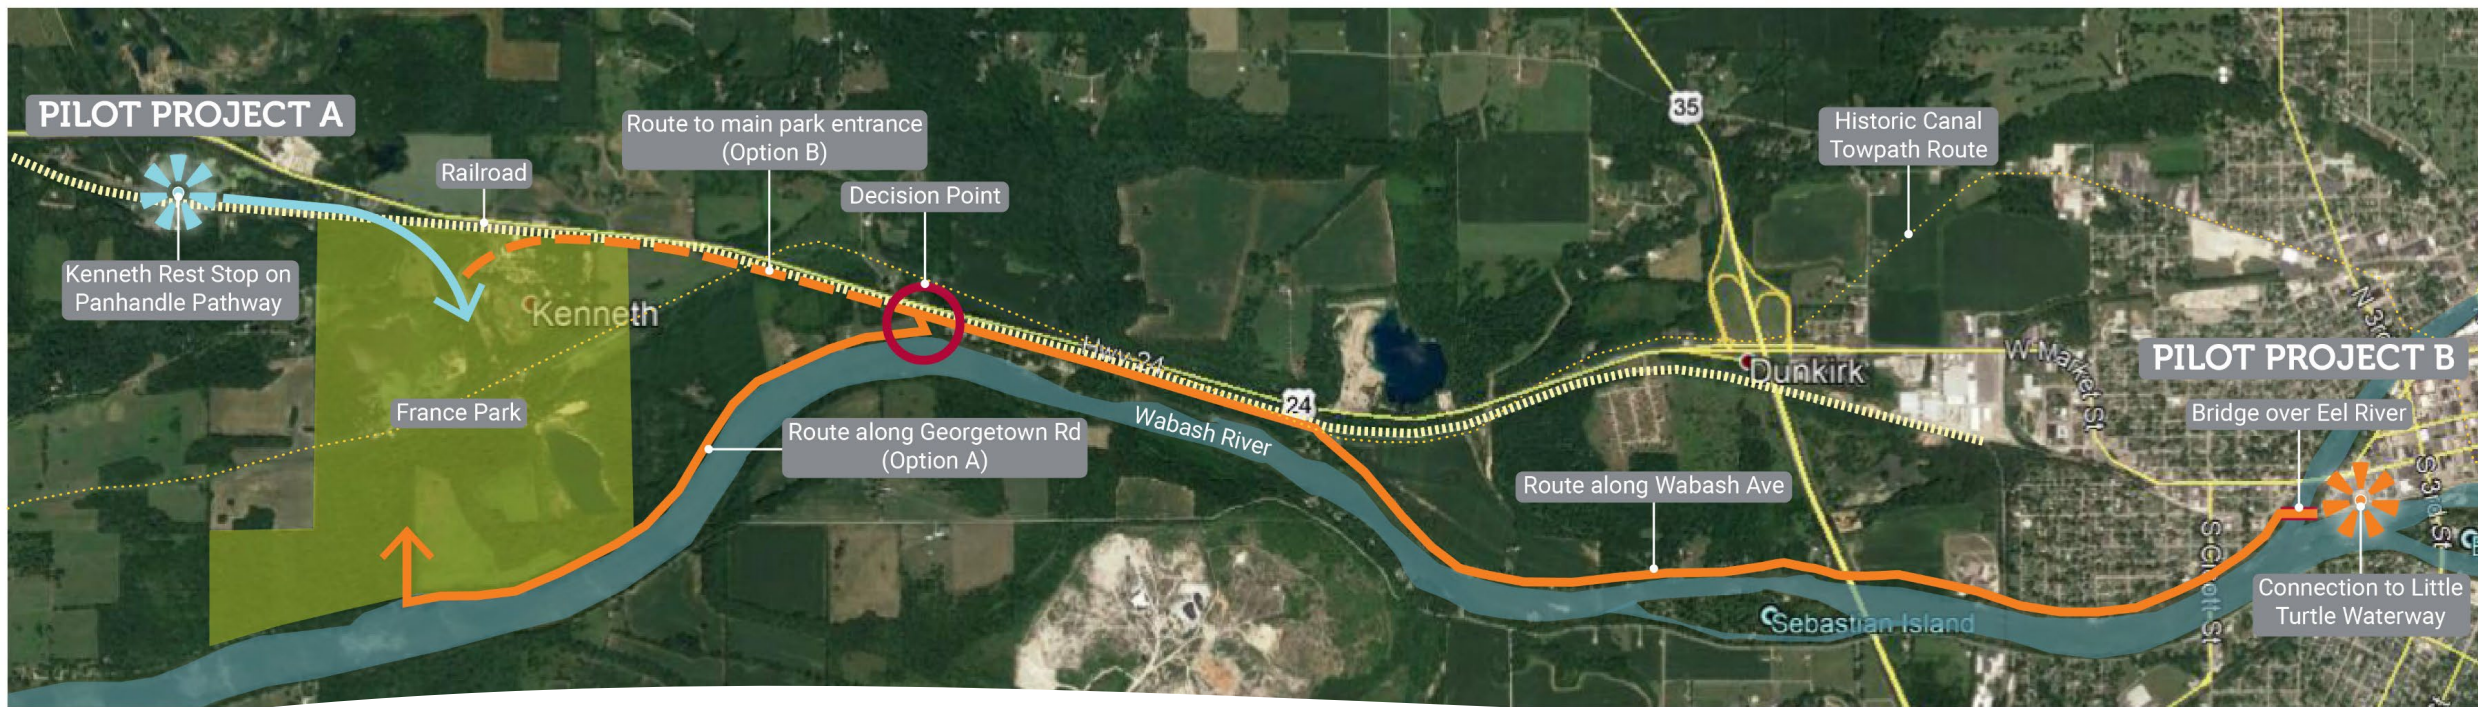 PILOT PROJECT A
Railroad
Route to main park entrance
(Option B)
Decision Point
35
Historic Canal
Towpath Route
Kenneth Rest Stop on
Panhandle Pathway
Kenneth
France Park
Hwy 24
24
Wabash River
Route along Georgetown Rd
(Option A)
Dunkirk
W Market St
N 3rd
PILOT PROJECT B
Bridge over Eel River
Route along Wabash Ave
S 3rd St
Sebastian Island
S Cicott St
Connection to Little
Turtle Waterway